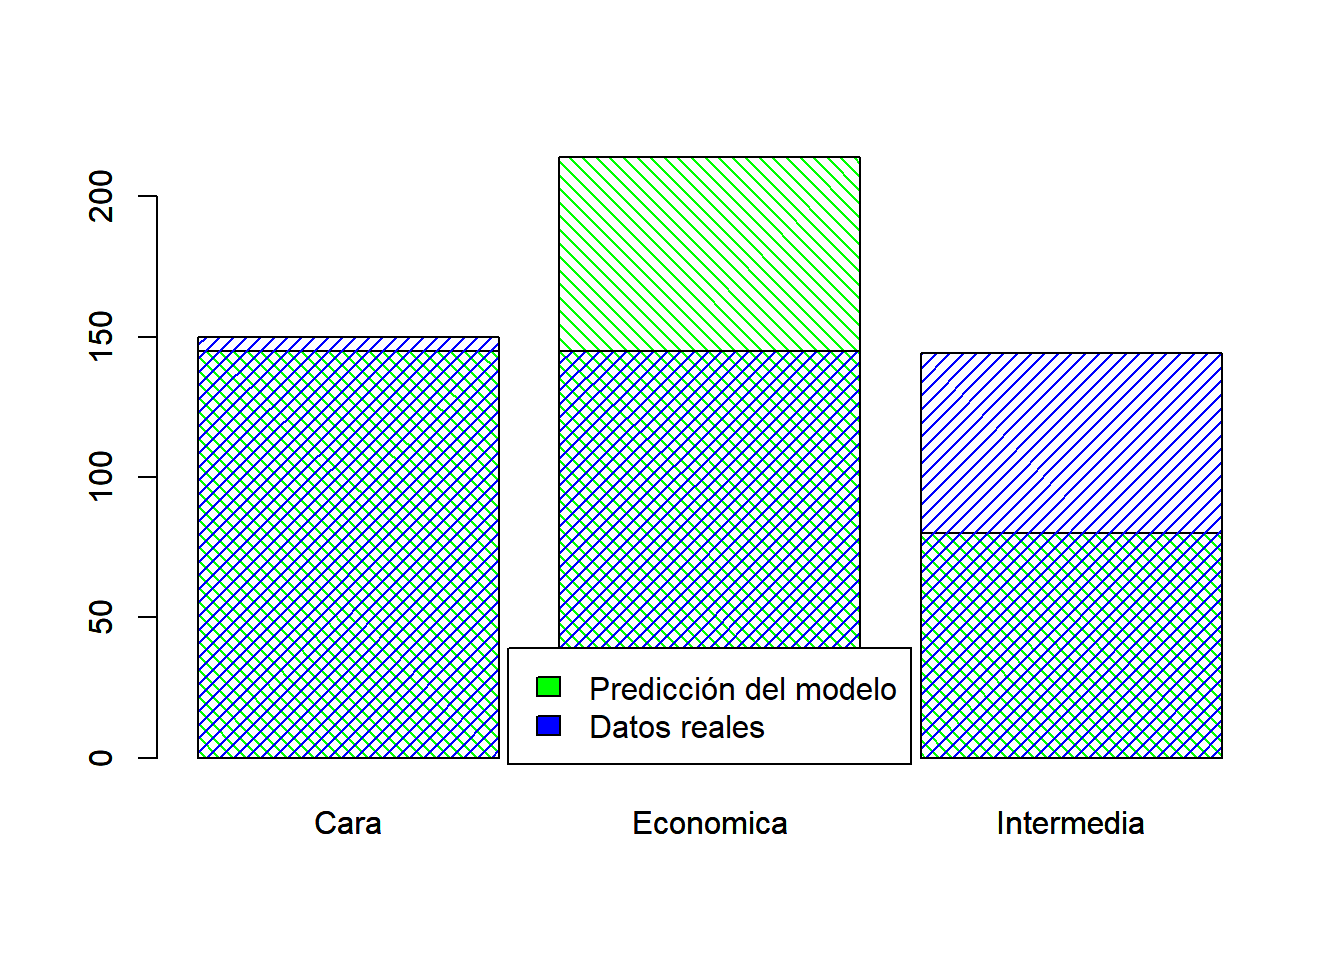 200
150
100
50
0
Predicción del modelo
Datos reales
Cara
Economica
Intermedia